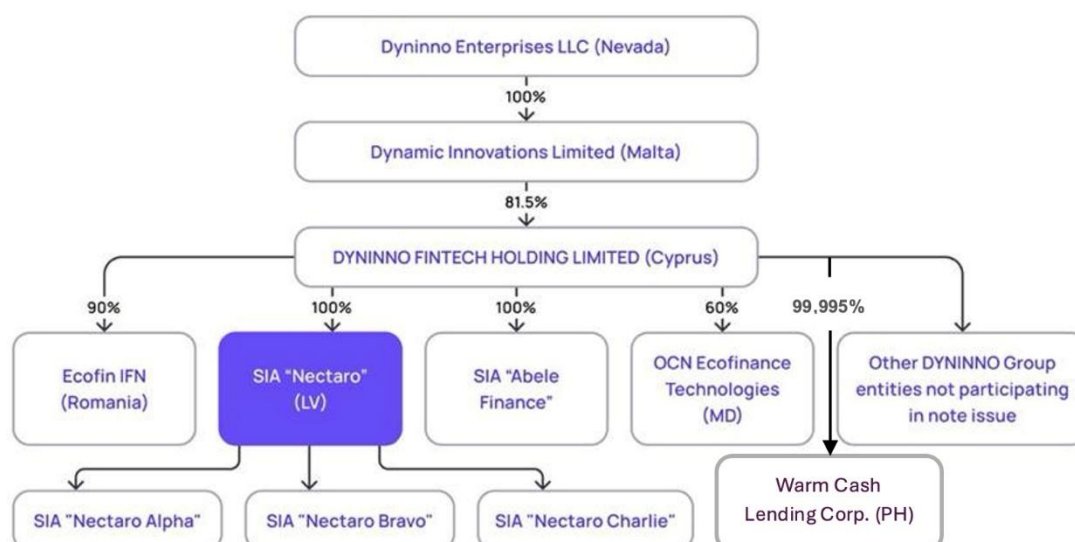 Dyninno Enterprises LLC (Nevada)
100%
Dynamic Innovations Limited (Malta)
81.5%
DYNINNO FINTECH HOLDING LIMITED (Cyprus)
90%
100%
100%
60%
99,995%
Ecofin IFN
(Romania)
SIA “Nectaro”
(LV)
SIA “Abele
Finance”
OCN Ecofinance
Technologies
(MD)
Other DYNINNO Group
entities not participating
in note issue
SIA "Nectaro Alpha"
SIA "Nectaro Bravo"
SIA "Nectaro Charlie"
Warm Cash
Lending Corp. (PH)